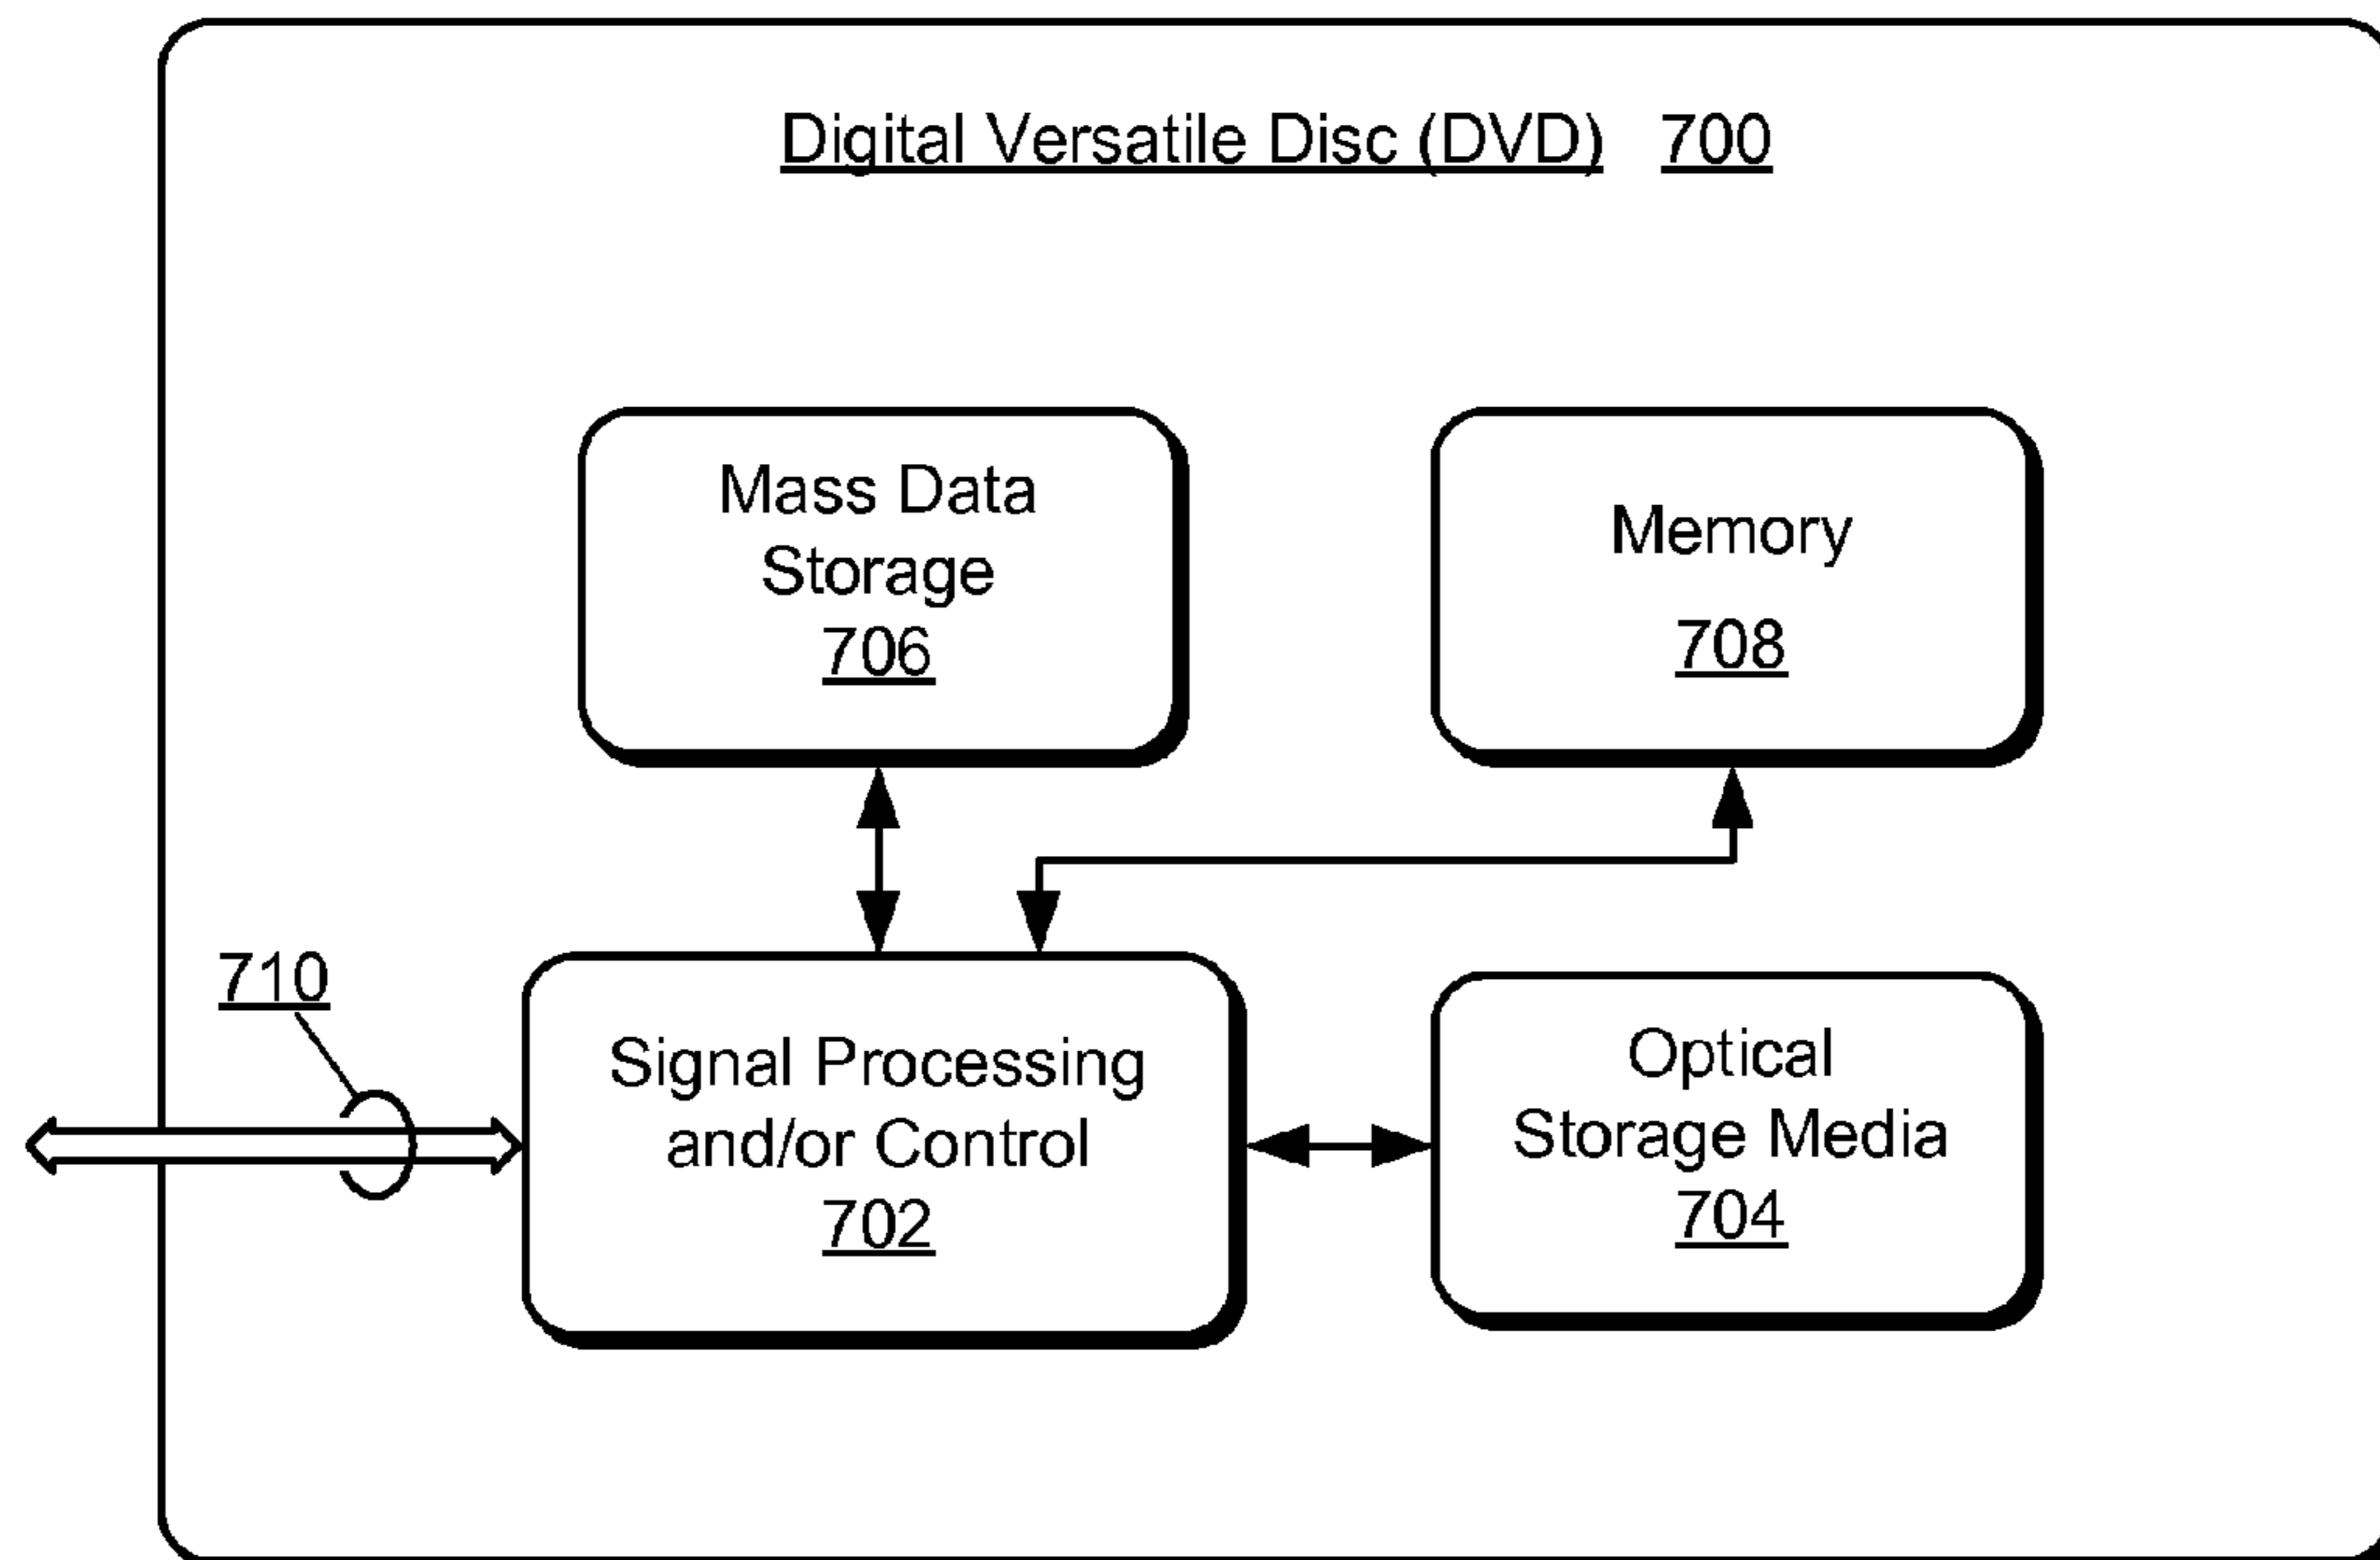 Digital Versatile Disc (DVD) 700
Mass Data
Storage
706
Memory
708
710
Signal Processing
and/or Control
702
Optical
Storage Media
704